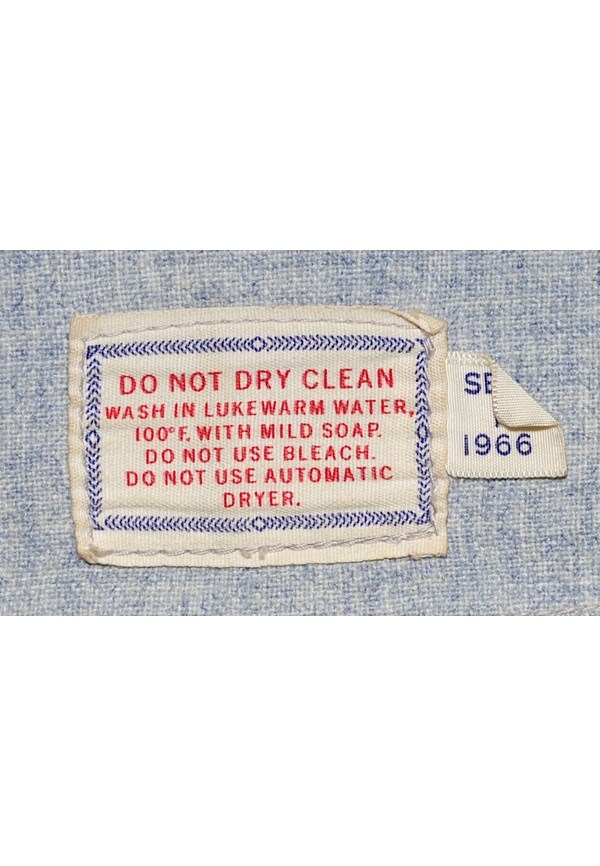 DO NOT DRY CLEAN
WASH IN LUKEWARM WATER,
100°F. WITH MILD SOAP.
DO NOT USE BLEACH.
DO NOT USE AUTOMATIC
DRYER.
1966